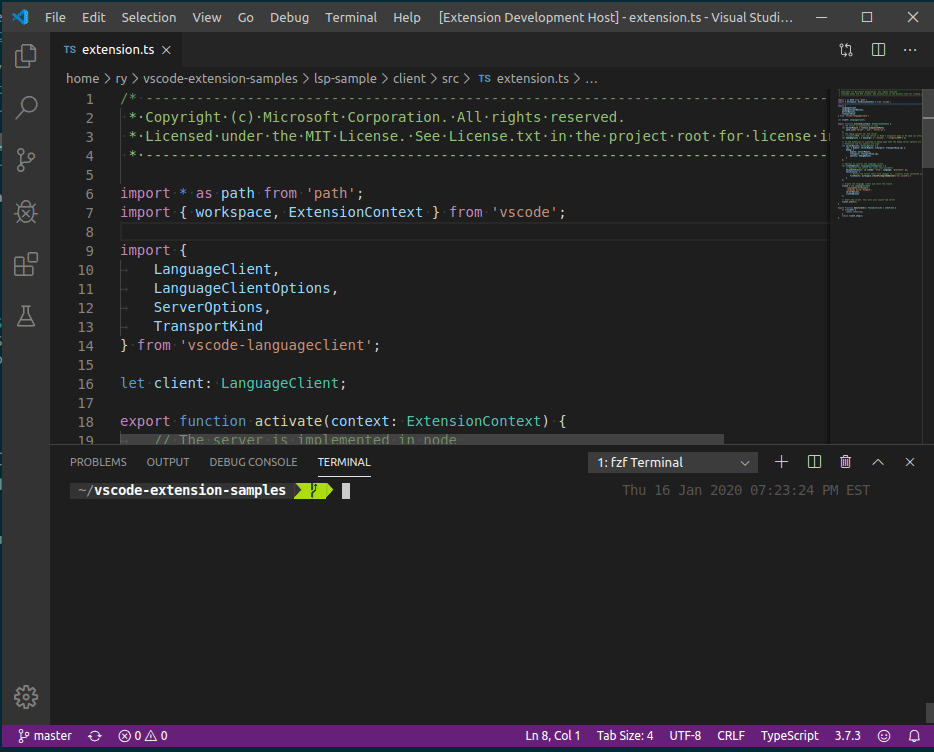 File Edit Selection View Go Debug Terminal Help [Extension Development Host] - extension.ts - Visual Studi...
TS extension.ts
home > ry > vscode-extension-samples > lsp-sample > client > src > TS extension.ts > ...
1 /* --------------------------------------------------------------------------------
2 * Copyright (c) Microsoft Corporation. All rights reserved.
3 * Licensed under the MIT License. See License.txt in the project root for license in
4 * --------------------------------------------------------------------------------
5
6 import * as path from 'path';
7 import { workspace, ExtensionContext } from 'vscode';
8
9 import {
10 LanguageClient,
11 LanguageClientOptions,
12 ServerOptions,
13 TransportKind
14 } from 'vscode-languageclient';
15
16 let client: LanguageClient;
17
18 export function activate(context: ExtensionContext) {
19 // The server is implemented in node
PROBLEMS OUTPUT DEBUG CONSOLE TERMINAL 1: fzf Terminal
~/vscode-extension-samples Thu 16 Jan 2020 07:23:24 PM EST
master 0 0 Ln 8, Col 1 Tab Size: 4 UTF-8 CRLF TypeScript 3.7.3